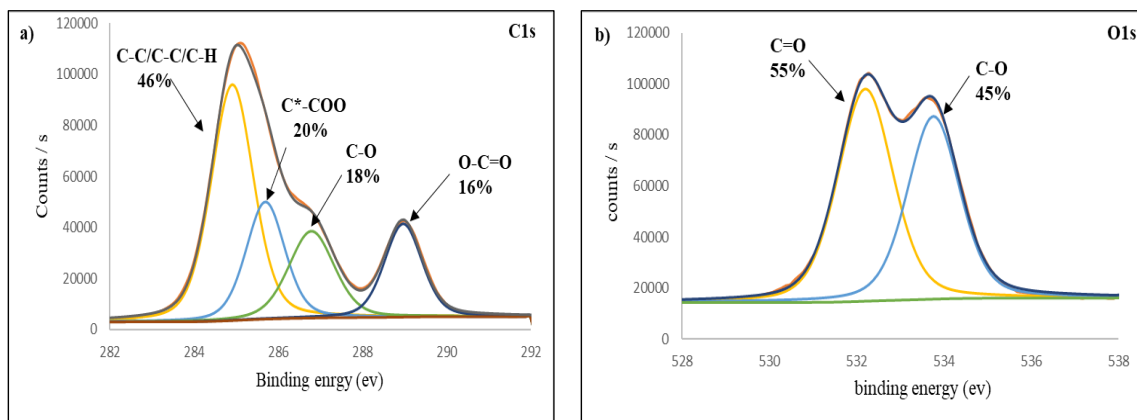 a)
C1s
C-C/C-C/C-H
46%
C*-COO
20%
C-O
18%
O-C=O
16%
Counts / s
120000
100000
80000
60000
40000
20000
0
282 284 286 288 290 292
Binding enrgy (ev)
b)
O1s
C=O
55%
C-O
45%
counts / s
120000
100000
80000
60000
40000
20000
0
528 530 532 534 536 538
binding energy (ev)